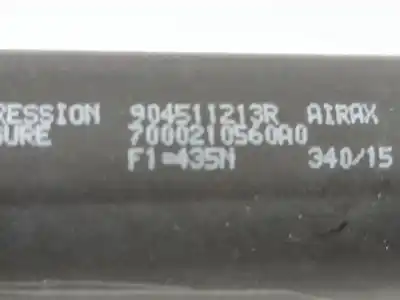 RESSION 904511213R AIRAX
SURE 7000210560A0
F1=435N 340/15